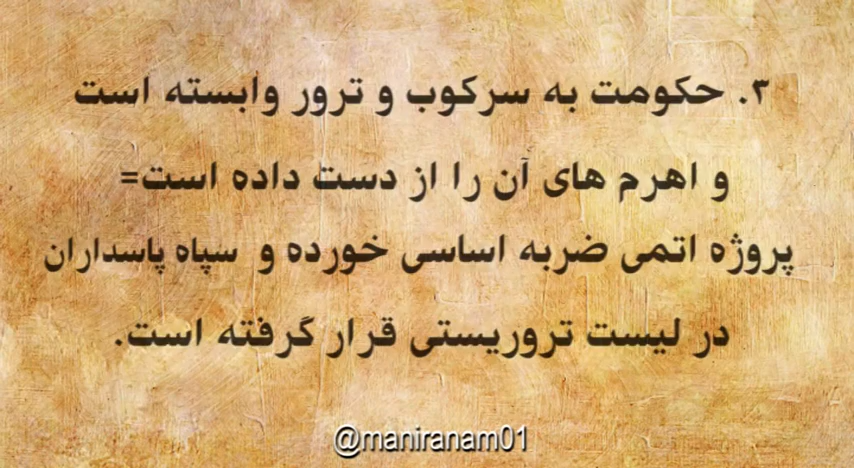 ۳. حکومت به سرکوب و ترور وابسته است
و اهرم های آن را از دست داده است=
پروژه اتمی ضربه اساسی خورده و سپاه پاسداران
در لیست تروریستی قرار گرفته است.
@maniranam01